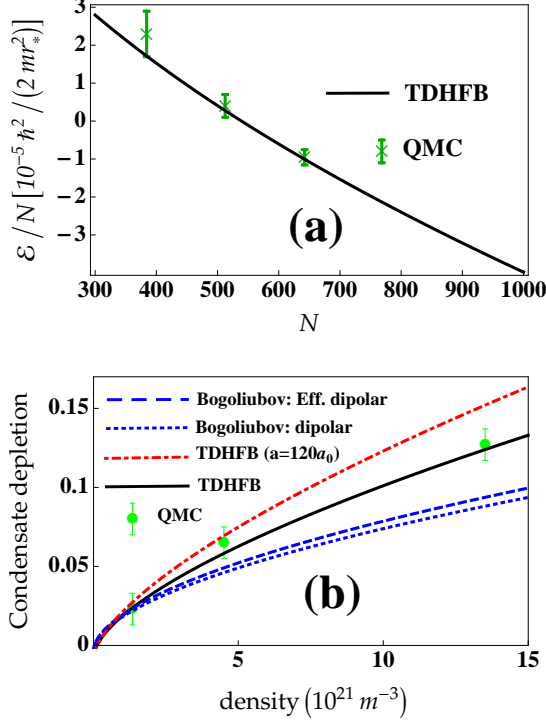 3
2
1
0
−1
−2
−3
ℰ/N [10⁻⁵ ℏ²/(2 mr*²)]
TDHFB
QMC
(a)
300 400 500 600 700 800 900 1000
N
0.15
0.1
0.05
0
Condensate depletion
Bogoliubov: Eff. dipolar
Bogoliubov: dipolar
TDHFB (a=120a₀)
TDHFB
QMC
(b)
5 10 15
density (10²¹ m⁻³)